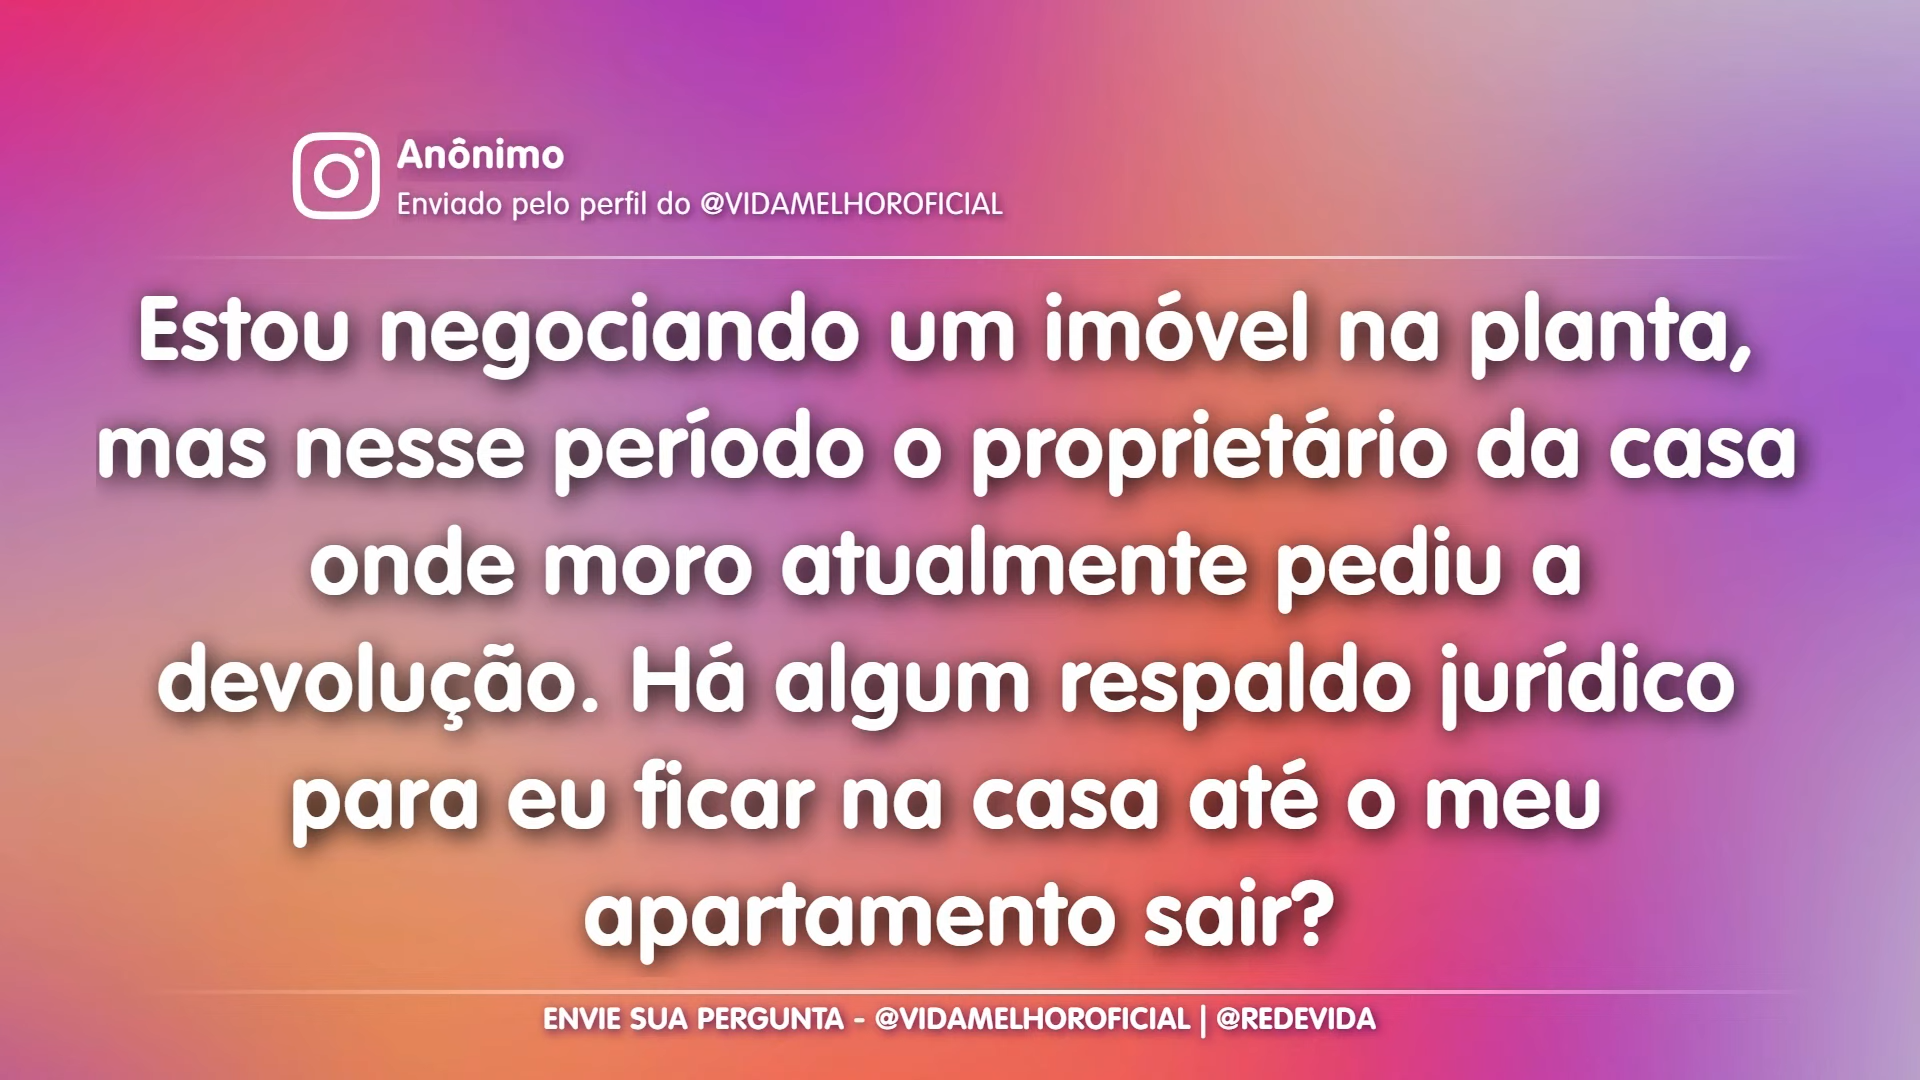 Anônimo
Enviado pelo perfil do @VIDAMELHOROFICIAL
Estou negociando um imóvel na planta,
mas nesse período o proprietário da casa
onde moro atualmente pediu a
devolução. Há algum respaldo jurídico
para eu ficar na casa até o meu
apartamento sair?
ENVIE SUA PERGUNTA - @VIDAMELHOROFICIAL | @REDEVIDA